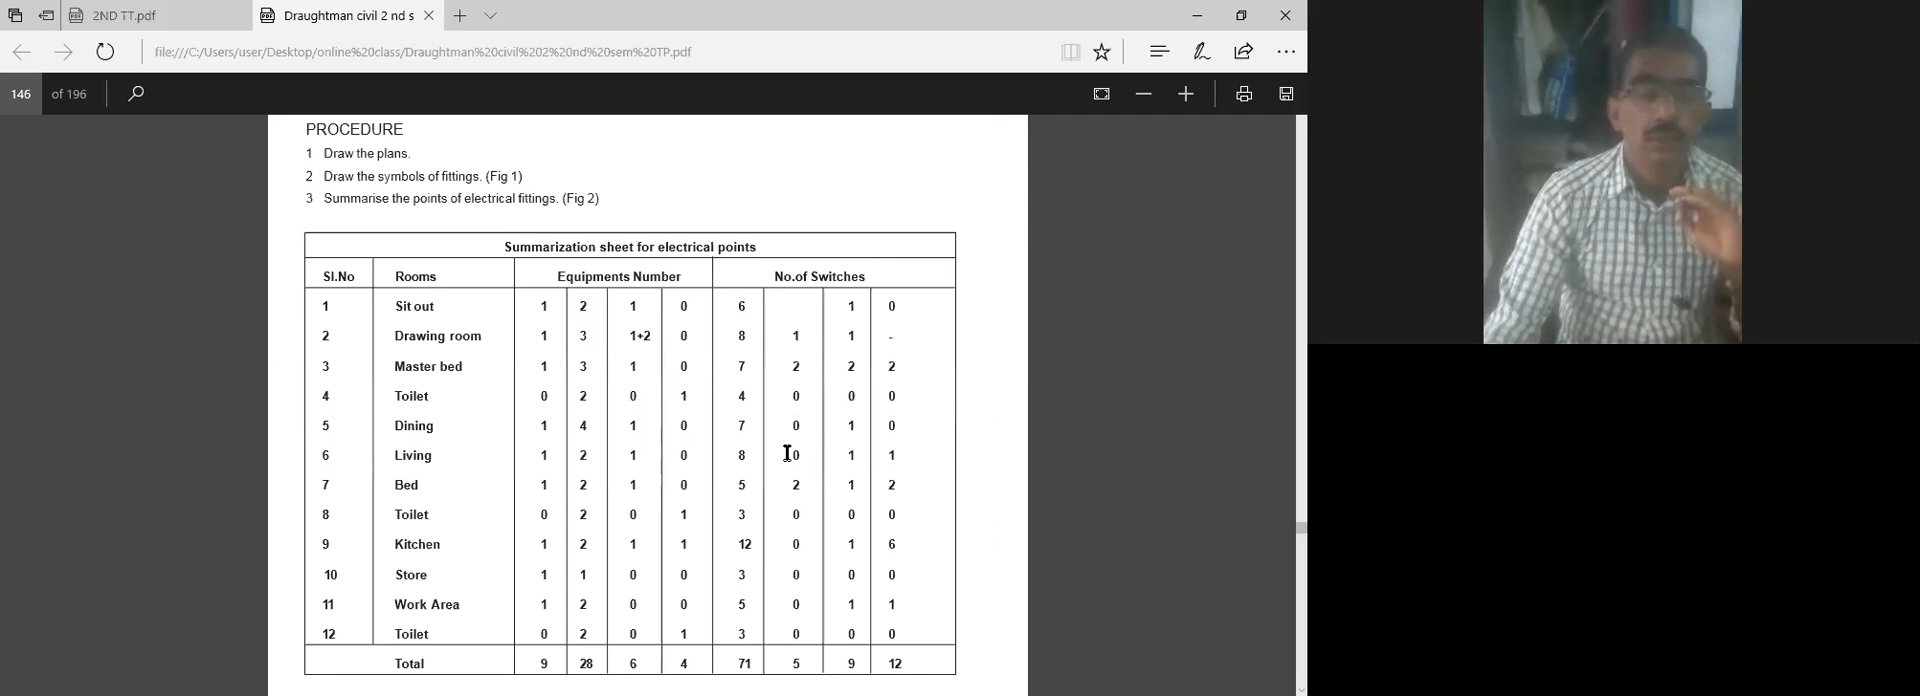 2ND TT.pdf
Draughtman civil 2 nd s
file:///C:/Users/user/Desktop/online%20class/Draughtman%20civil%202%20nd%20sem%20TP.pdf
146 of 196
PROCEDURE
1 Draw the plans.
2 Draw the symbols of fittings. (Fig 1)
3 Summarise the points of electrical fittings. (Fig 2)
Summarization sheet for electrical points
Sl.No Rooms Equipments Number No.of Switches
1 Sit out 1 2 1 0 6 1 0
2 Drawing room 1 3 1+2 0 8 1 1 -
3 Master bed 1 3 1 0 7 2 2 2
4 Toilet 0 2 0 1 4 0 0 0
5 Dining 1 4 1 0 7 0 1 0
6 Living 1 2 1 0 8 0 1 1
7 Bed 1 2 1 0 5 2 1 2
8 Toilet 0 2 0 1 3 0 0 0
9 Kitchen 1 2 1 1 12 0 1 6
10 Store 1 1 0 0 3 0 0 0
11 Work Area 1 2 0 0 5 0 1 1
12 Toilet 0 2 0 1 3 0 0 0
Total 9 28 6 4 71 5 9 12